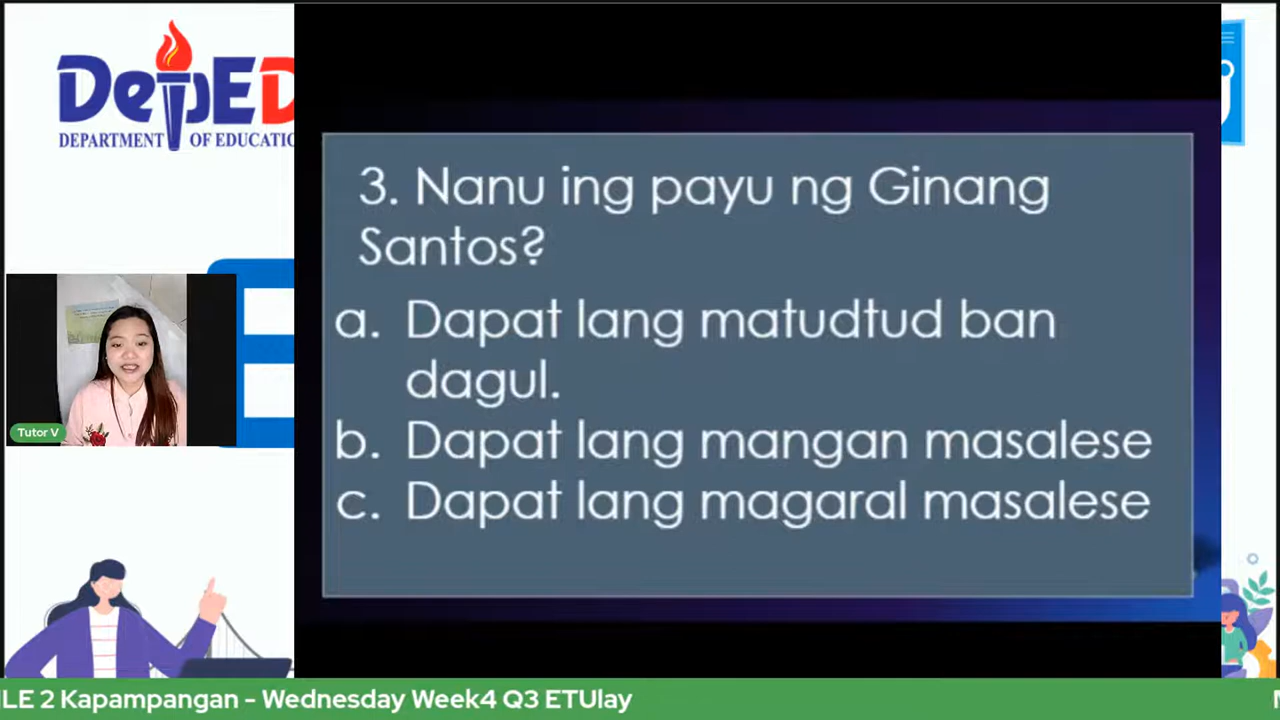 DepED
DEPARTMENT OF EDUCATIO
3. Nanu ing payu ng Ginang
Santos?
a. Dapat lang matudtud ban
dagul.
b. Dapat lang mangan masalese
c. Dapat lang magaral masalese
Tutor V
ILE 2 Kapampangan - Wednesday Week4 Q3 ETUlay